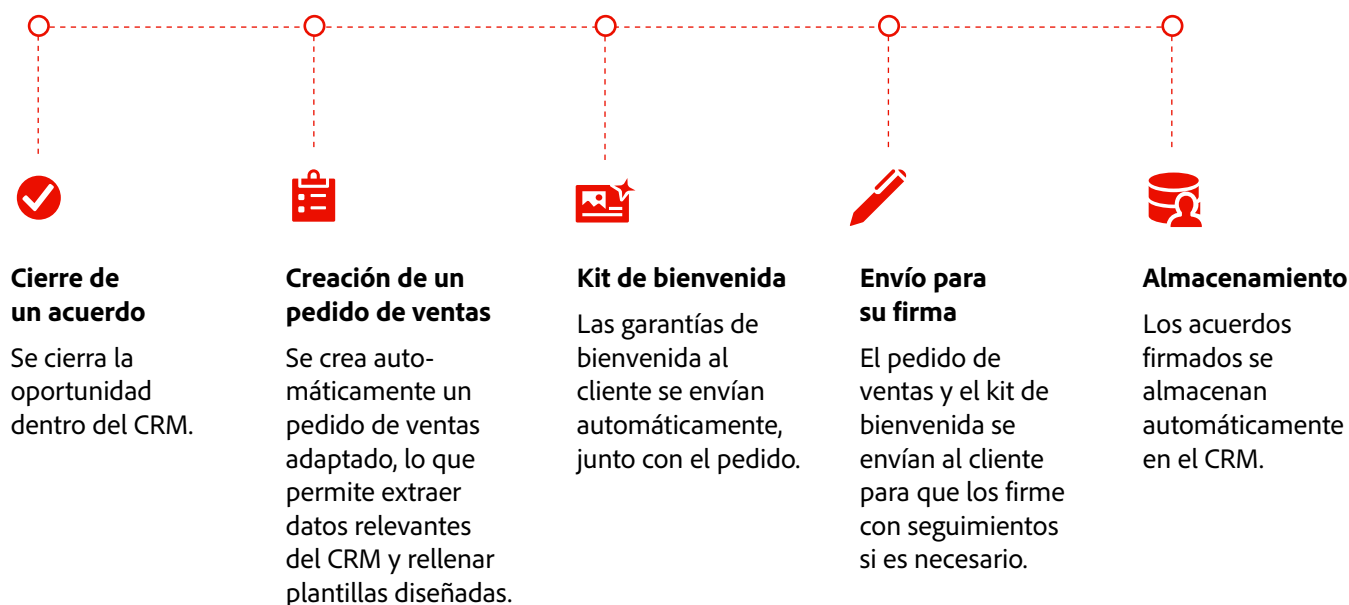 Cierre de
un acuerdo
Se cierra la
oportunidad
dentro del CRM.
Creación de un
pedido de ventas
Se crea auto-
máticamente un
pedido de ventas
adaptado, lo que
permite extraer
datos relevantes
del CRM y rellenar
plantillas diseñadas.
Kit de bienvenida
Las garantías de
bienvenida al
cliente se envían
automáticamente,
junto con el pedido.
Envío para
su firma
El pedido de
ventas y el kit de
bienvenida se
envían al cliente
para que los firme
con seguimientos
si es necesario.
Almacenamiento
Los acuerdos
firmados se
almacenan
automáticamente
en el CRM.